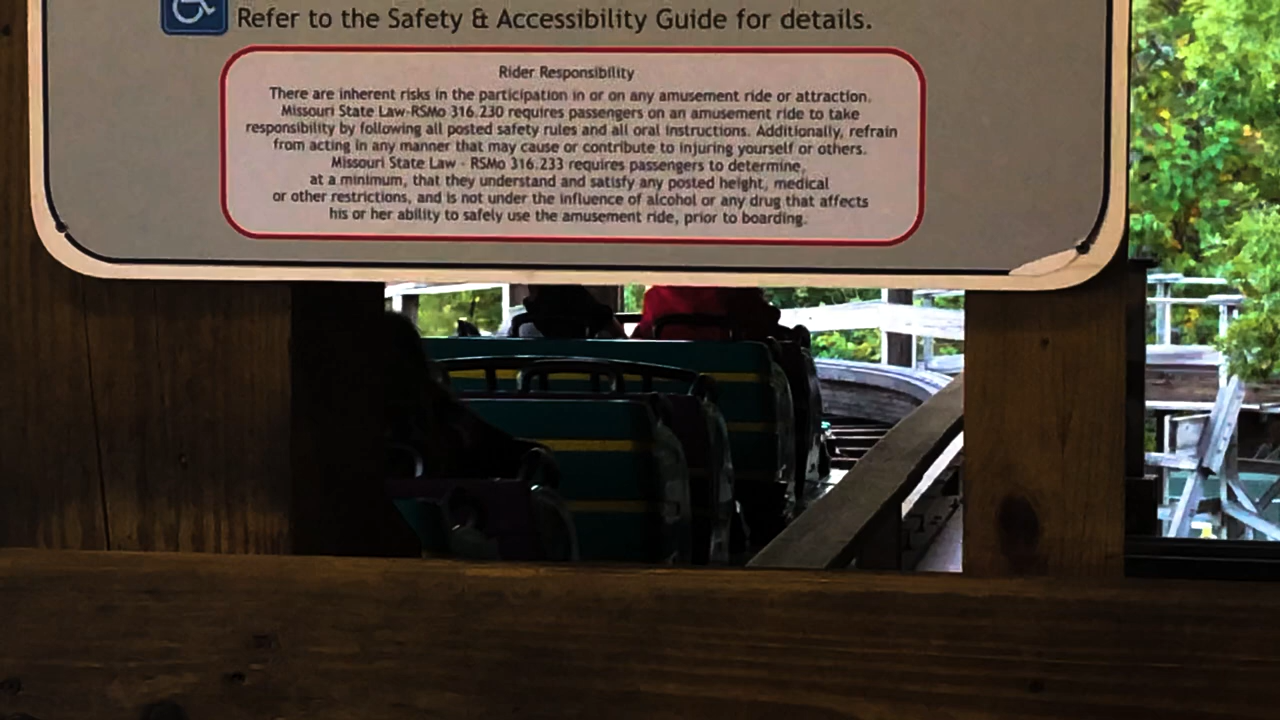 Refer to the Safety & Accessibility Guide for details.
Rider Responsibility
There are inherent risks in the participation in or on any amusement ride or attraction.
Missouri State Law-RSMo 316.230 requires passengers on an amusement ride to take
responsibility by following all posted safety rules and all oral instructions. Additionally, refrain
from acting in any manner that may cause or contribute to injuring yourself or others.
Missouri State Law - RSMo 316.233 requires passengers to determine,
at a minimum, that they understand and satisfy any posted height, medical
or other restrictions, and is not under the influence of alcohol or any drug that affects
his or her ability to safely use the amusement ride, prior to boarding.